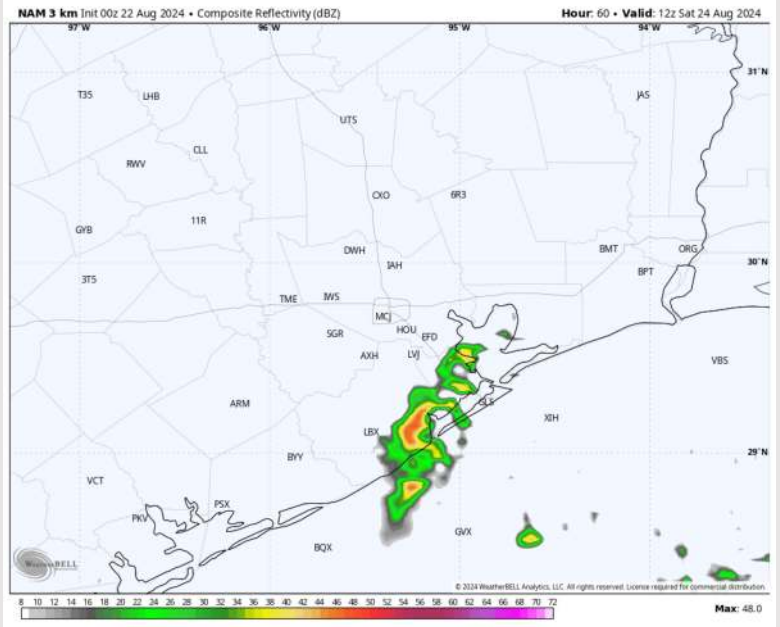 NAM 3 km Init 00z 22 Aug 2024 • Composite Reflectivity (dBZ)
Hour: 60 • Valid: 12z Sat 24 Aug 2024
97°W 96°W 95°W 94°W
31°N
T35 LHB JAS
UTS
CLL
RWV
CXO 6R3
11R
GYB
DWH BMT ORG
IAH 30°N
BPT
3T5
TME IWS
MCJ
SGR HOU EFD
AXH LVJ
VBS
ARM GLS
XIH
LBX
BYY 29°N
VCT
PSX
PKV
GVX
BQX
WeatherBELL
© 2024 WeatherBELL Analytics, LLC. All rights reserved. License required for commercial distribution.
8 10 12 14 16 18 20 22 24 26 28 30 32 34 36 38 40 42 44 46 48 50 52 54 56 58 60 62 64 66 68 70 72
Max: 48.0